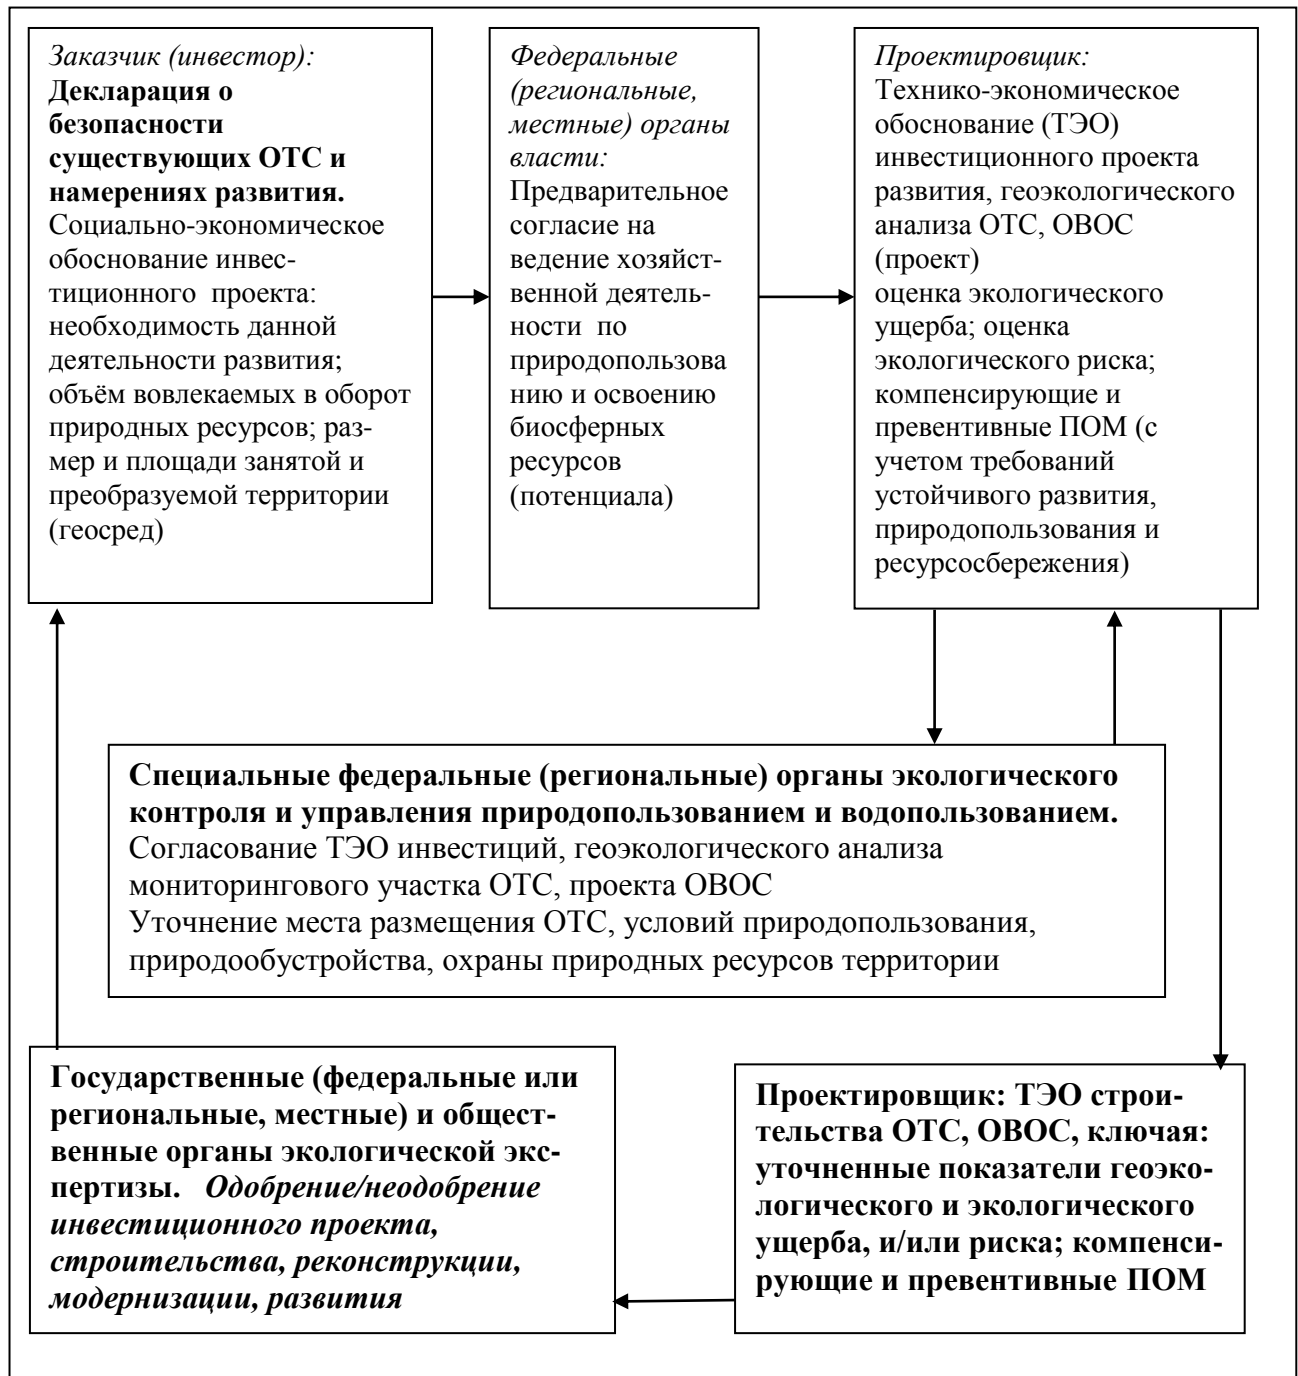 Заказчик (инвестор):
Декларация о
безопасности
существующих ОТС и
намерениях развития.
Социально-экономическое
обоснование инвес-
тиционного проекта:
необходимость данной
деятельности развития;
объём вовлекаемых в оборот
природных ресурсов; раз-
мер и площади занятой и
преобразуемой территории
(геосред)
Федеральные
(региональные,
местные) органы
власти:
Предварительное
согласие на
ведение хозяйст-
венной деятель-
ности по
природопользова
нию и освоению
биосферных
ресурсов
(потенциала)
Проектировщик:
Технико-экономическое
обоснование (ТЭО)
инвестиционного проекта
развития, геоэкологического
анализа ОТС, ОВОС
(проект)
оценка экологического
ущерба; оценка
экологического риска;
компенсирующие и
превентивные ПОМ (с
учетом требований
устойчивого развития,
природопользования и
ресурсосбережения)
Специальные федеральные (региональные) органы экологического
контроля и управления природопользованием и водопользованием.
Согласование ТЭО инвестиций, геоэкологического анализа
мониторингового участка ОТС, проекта ОВОС
Уточнение места размещения ОТС, условий природопользования,
природообустройства, охраны природных ресурсов территории
Государственные (федеральные или
региональные, местные) и общест-
венные органы экологической экс-
пертизы. Одобрение/неодобрение
инвестиционного проекта,
строительства, реконструкции,
модернизации, развития
Проектировщик: ТЭО строи-
тельства ОТС, ОВОС, ключая:
уточненные показатели геоэко-
логического и экологического
ущерба, и/или риска; компенси-
рующие и превентивные ПОМ